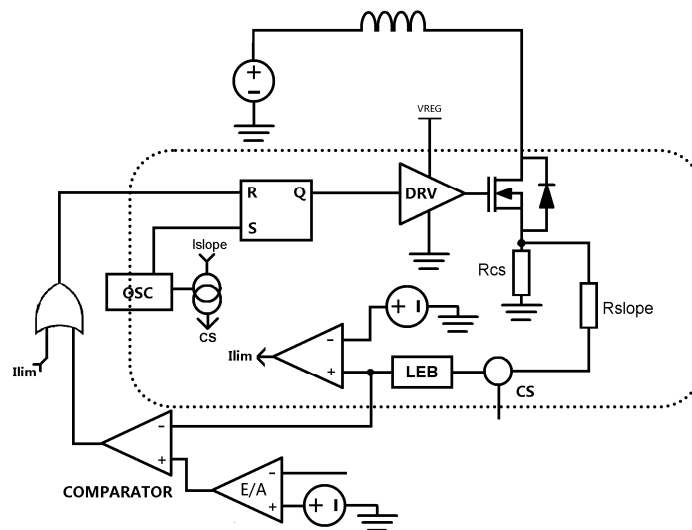 VREG
R
Q
DRV
S
Islope
OSC
CS
Rcs
Rslope
+
-
+
-
Ilim
-
+
LEB
CS
Ilim
-
+
COMPARATOR
E/A
-
+
+